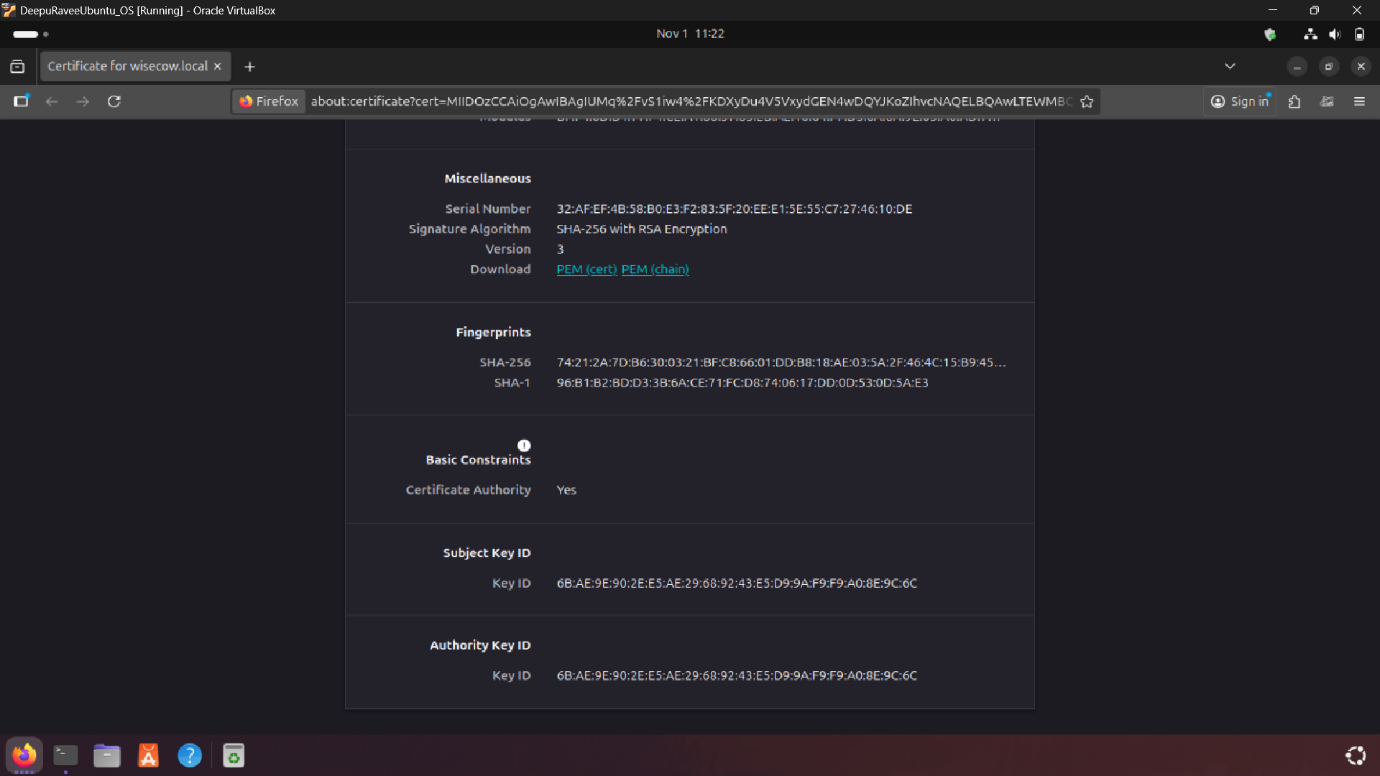 DeepuRaveeUbuntu_OS [Running] - Oracle VirtualBox
Nov 1 11:22
Certificate for wisecow.local
Firefox about:certificate?cert=MIIDOzCCAiOgAwIBAgIUMq%2FvS1iw4%2FKDXyDu4V5VxydGEN4wDQYJKoZIhvcNAQELBQAwLTEWMBC
Sign in
Miscellaneous
Serial Number 32:AF:EF:4B:58:B0:E3:F2:83:5F:20:EE:E1:5E:55:C7:27:46:10:DE
Signature Algorithm SHA-256 with RSA Encryption
Version 3
Download PEM (cert) PEM (chain)
Fingerprints
SHA-256 74:21:2A:7D:B6:30:03:21:BF:C8:66:01:DD:B8:18:AE:03:5A:2F:46:4C:15:B9:45...
SHA-1 96:B1:B2:BD:D3:3B:6A:CE:71:FC:D8:74:06:17:DD:0D:53:0D:5A:E3
Basic Constraints
Certificate Authority Yes
Subject Key ID
Key ID 6B:AE:9E:90:2E:E5:AE:29:68:92:43:E5:D9:9A:F9:F9:A0:8E:9C:6C
Authority Key ID
Key ID 6B:AE:9E:90:2E:E5:AE:29:68:92:43:E5:D9:9A:F9:F9:A0:8E:9C:6C